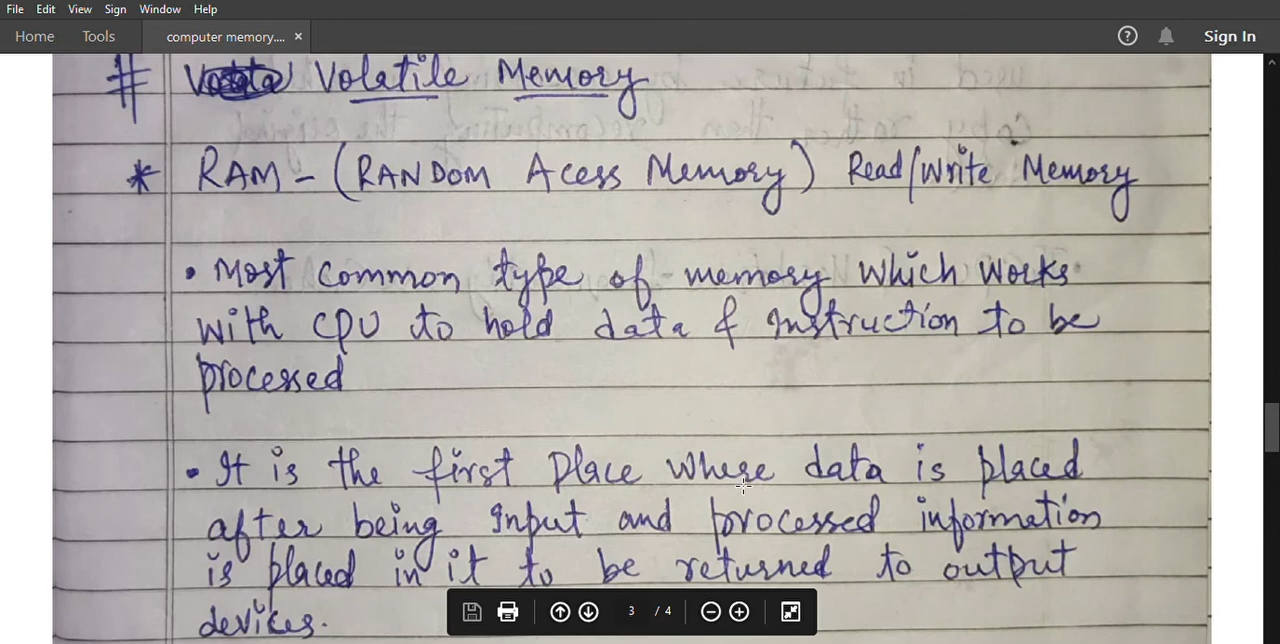 File Edit View Sign Window Help
Home Tools computer memory.... × Sign In
# Volatile Memory
* RAM - (RANDOM Acess Memory) Read/Write Memory
• Most common type of memory which works
with CPU to hold data & Instruction to be
processed
• It is the first Place where data is placed
after being Input and processed information
is placed in it to be returned to output
devices.
3 / 4